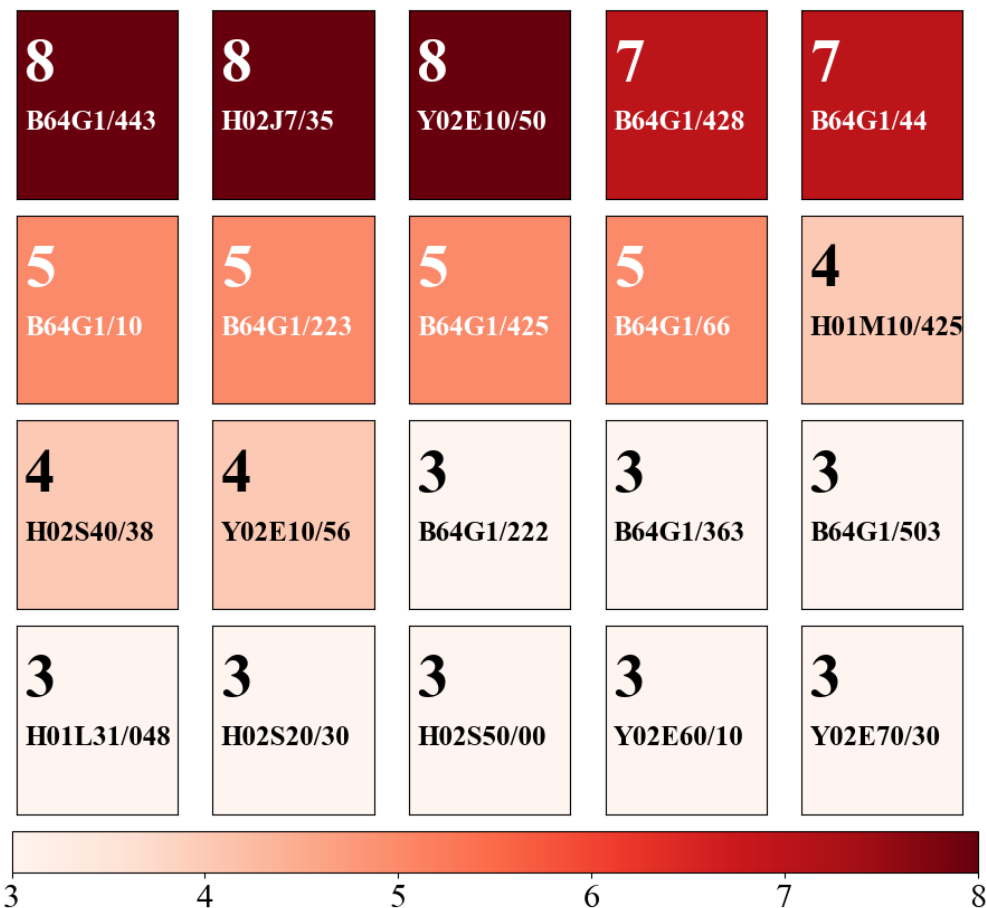 8 8 8 7 7
B64G1/443 H02J7/35 Y02E10/50 B64G1/428 B64G1/44
5 5 5 5 4
B64G1/10 B64G1/223 B64G1/425 B64G1/66 H01M10/425
4 4 3 3 3
H02S40/38 Y02E10/56 B64G1/222 B64G1/363 B64G1/503
3 3 3 3 3
H01L31/048 H02S20/30 H02S50/00 Y02E60/10 Y02E70/30
3 4 5 6 7 8